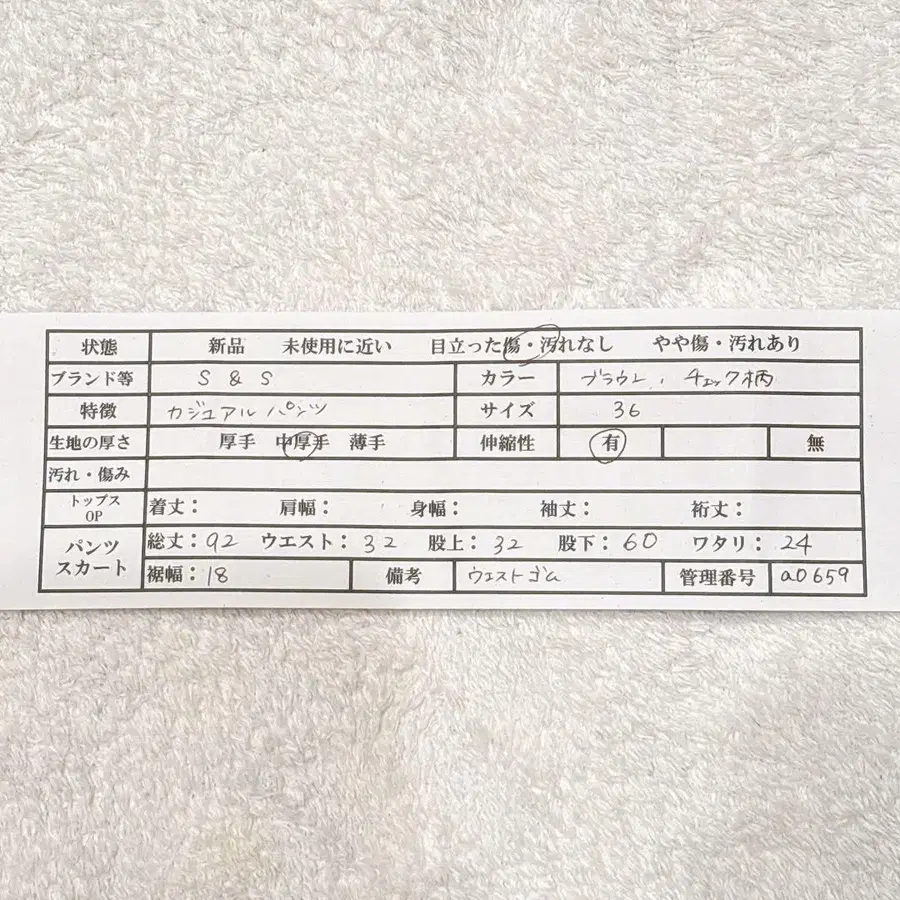 状態 新品 未使用に近い 目立った傷・汚れなし やや傷・汚れあり
ブランド等 S & S カラー ブラウン、チェック柄
特徴 カジュアルパンツ サイズ 36
生地の厚さ 厚手 中厚手 薄手 伸縮性 有 無
汚れ・傷み
トップス OP 着丈： 肩幅： 身幅： 袖丈： 裄丈：
パンツ スカート 総丈：92 ウエスト：32 股上：32 股下：60 ワタリ：24
裾幅：18 備考 ウエストゴム 管理番号 a0659